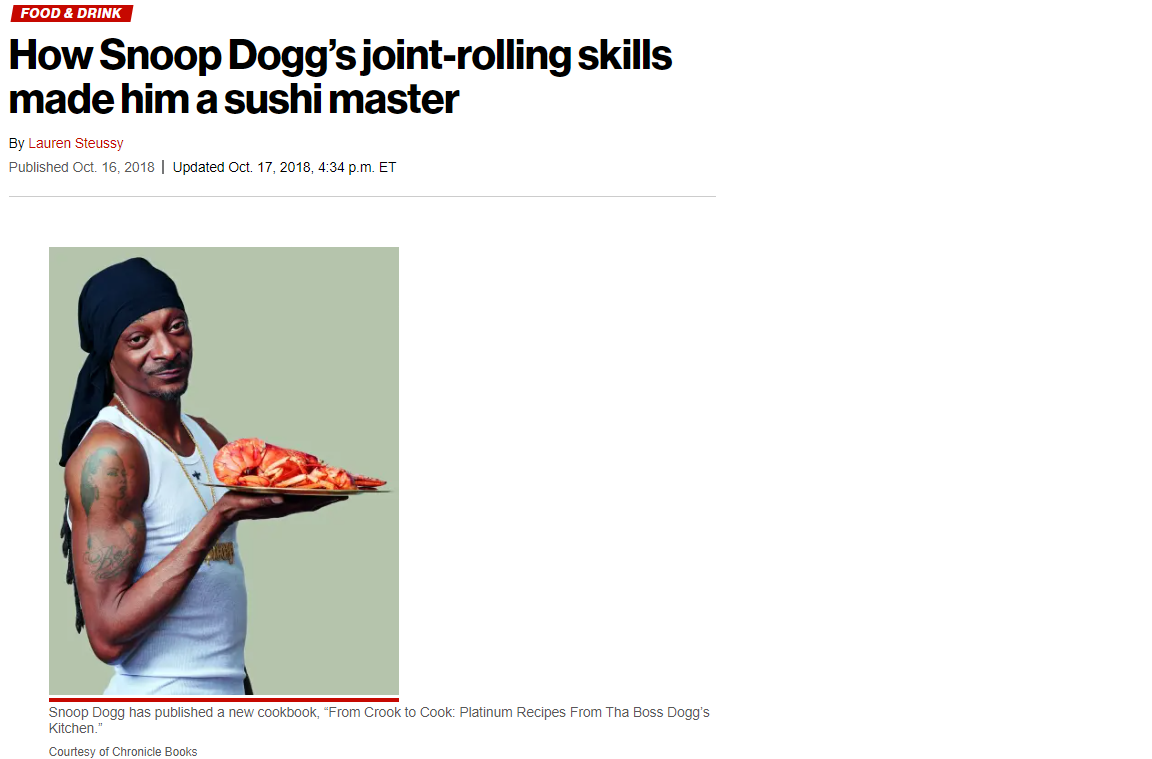 FOOD & DRINK
How Snoop Dogg’s joint-rolling skills
made him a sushi master
By Lauren Steussy
Published Oct. 16, 2018 | Updated Oct. 17, 2018, 4:34 p.m. ET
Snoop Dogg has published a new cookbook, “From Crook to Cook: Platinum Recipes From Tha Boss Dogg’s
Kitchen.”
Courtesy of Chronicle Books